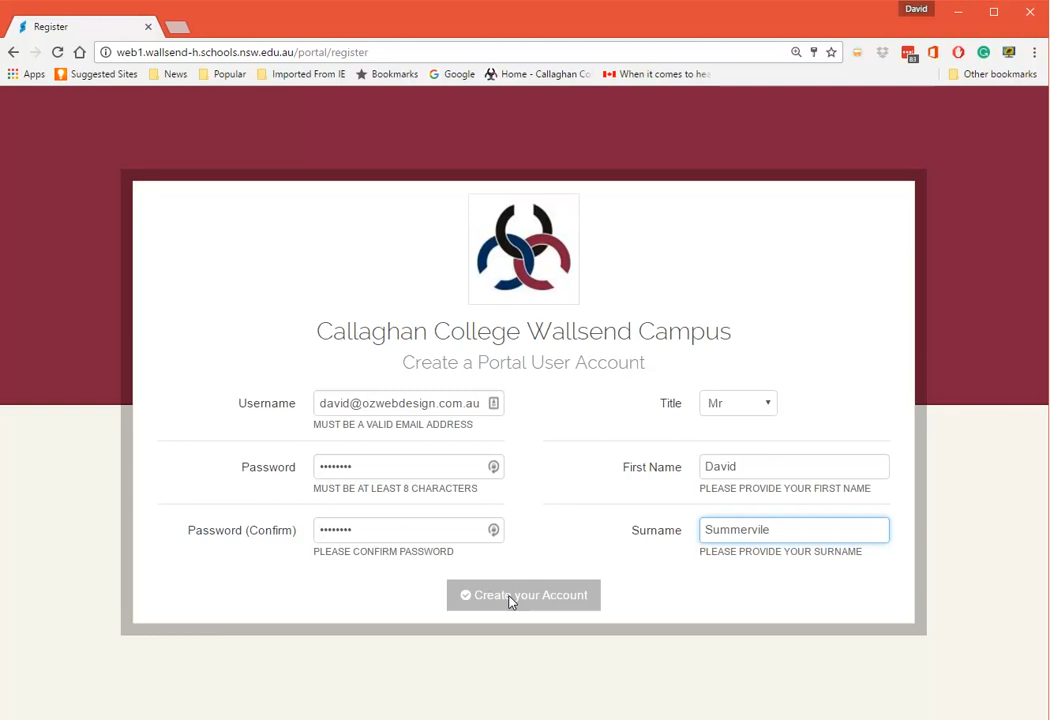 David
Register
web1.wallsend-h.schools.nsw.edu.au/portal/register
Apps Suggested Sites News Popular Imported From IE Bookmarks Google Home - Callaghan Co When it comes to hea Other bookmarks
83
Callaghan College Wallsend Campus
Create a Portal User Account
Username david@ozwebdesign.com.au Title Mr
MUST BE A VALID EMAIL ADDRESS
Password •••••••• First Name David
MUST BE AT LEAST 8 CHARACTERS PLEASE PROVIDE YOUR FIRST NAME
Password (Confirm) •••••••• Surname Summervile
PLEASE CONFIRM PASSWORD PLEASE PROVIDE YOUR SURNAME
Create your Account